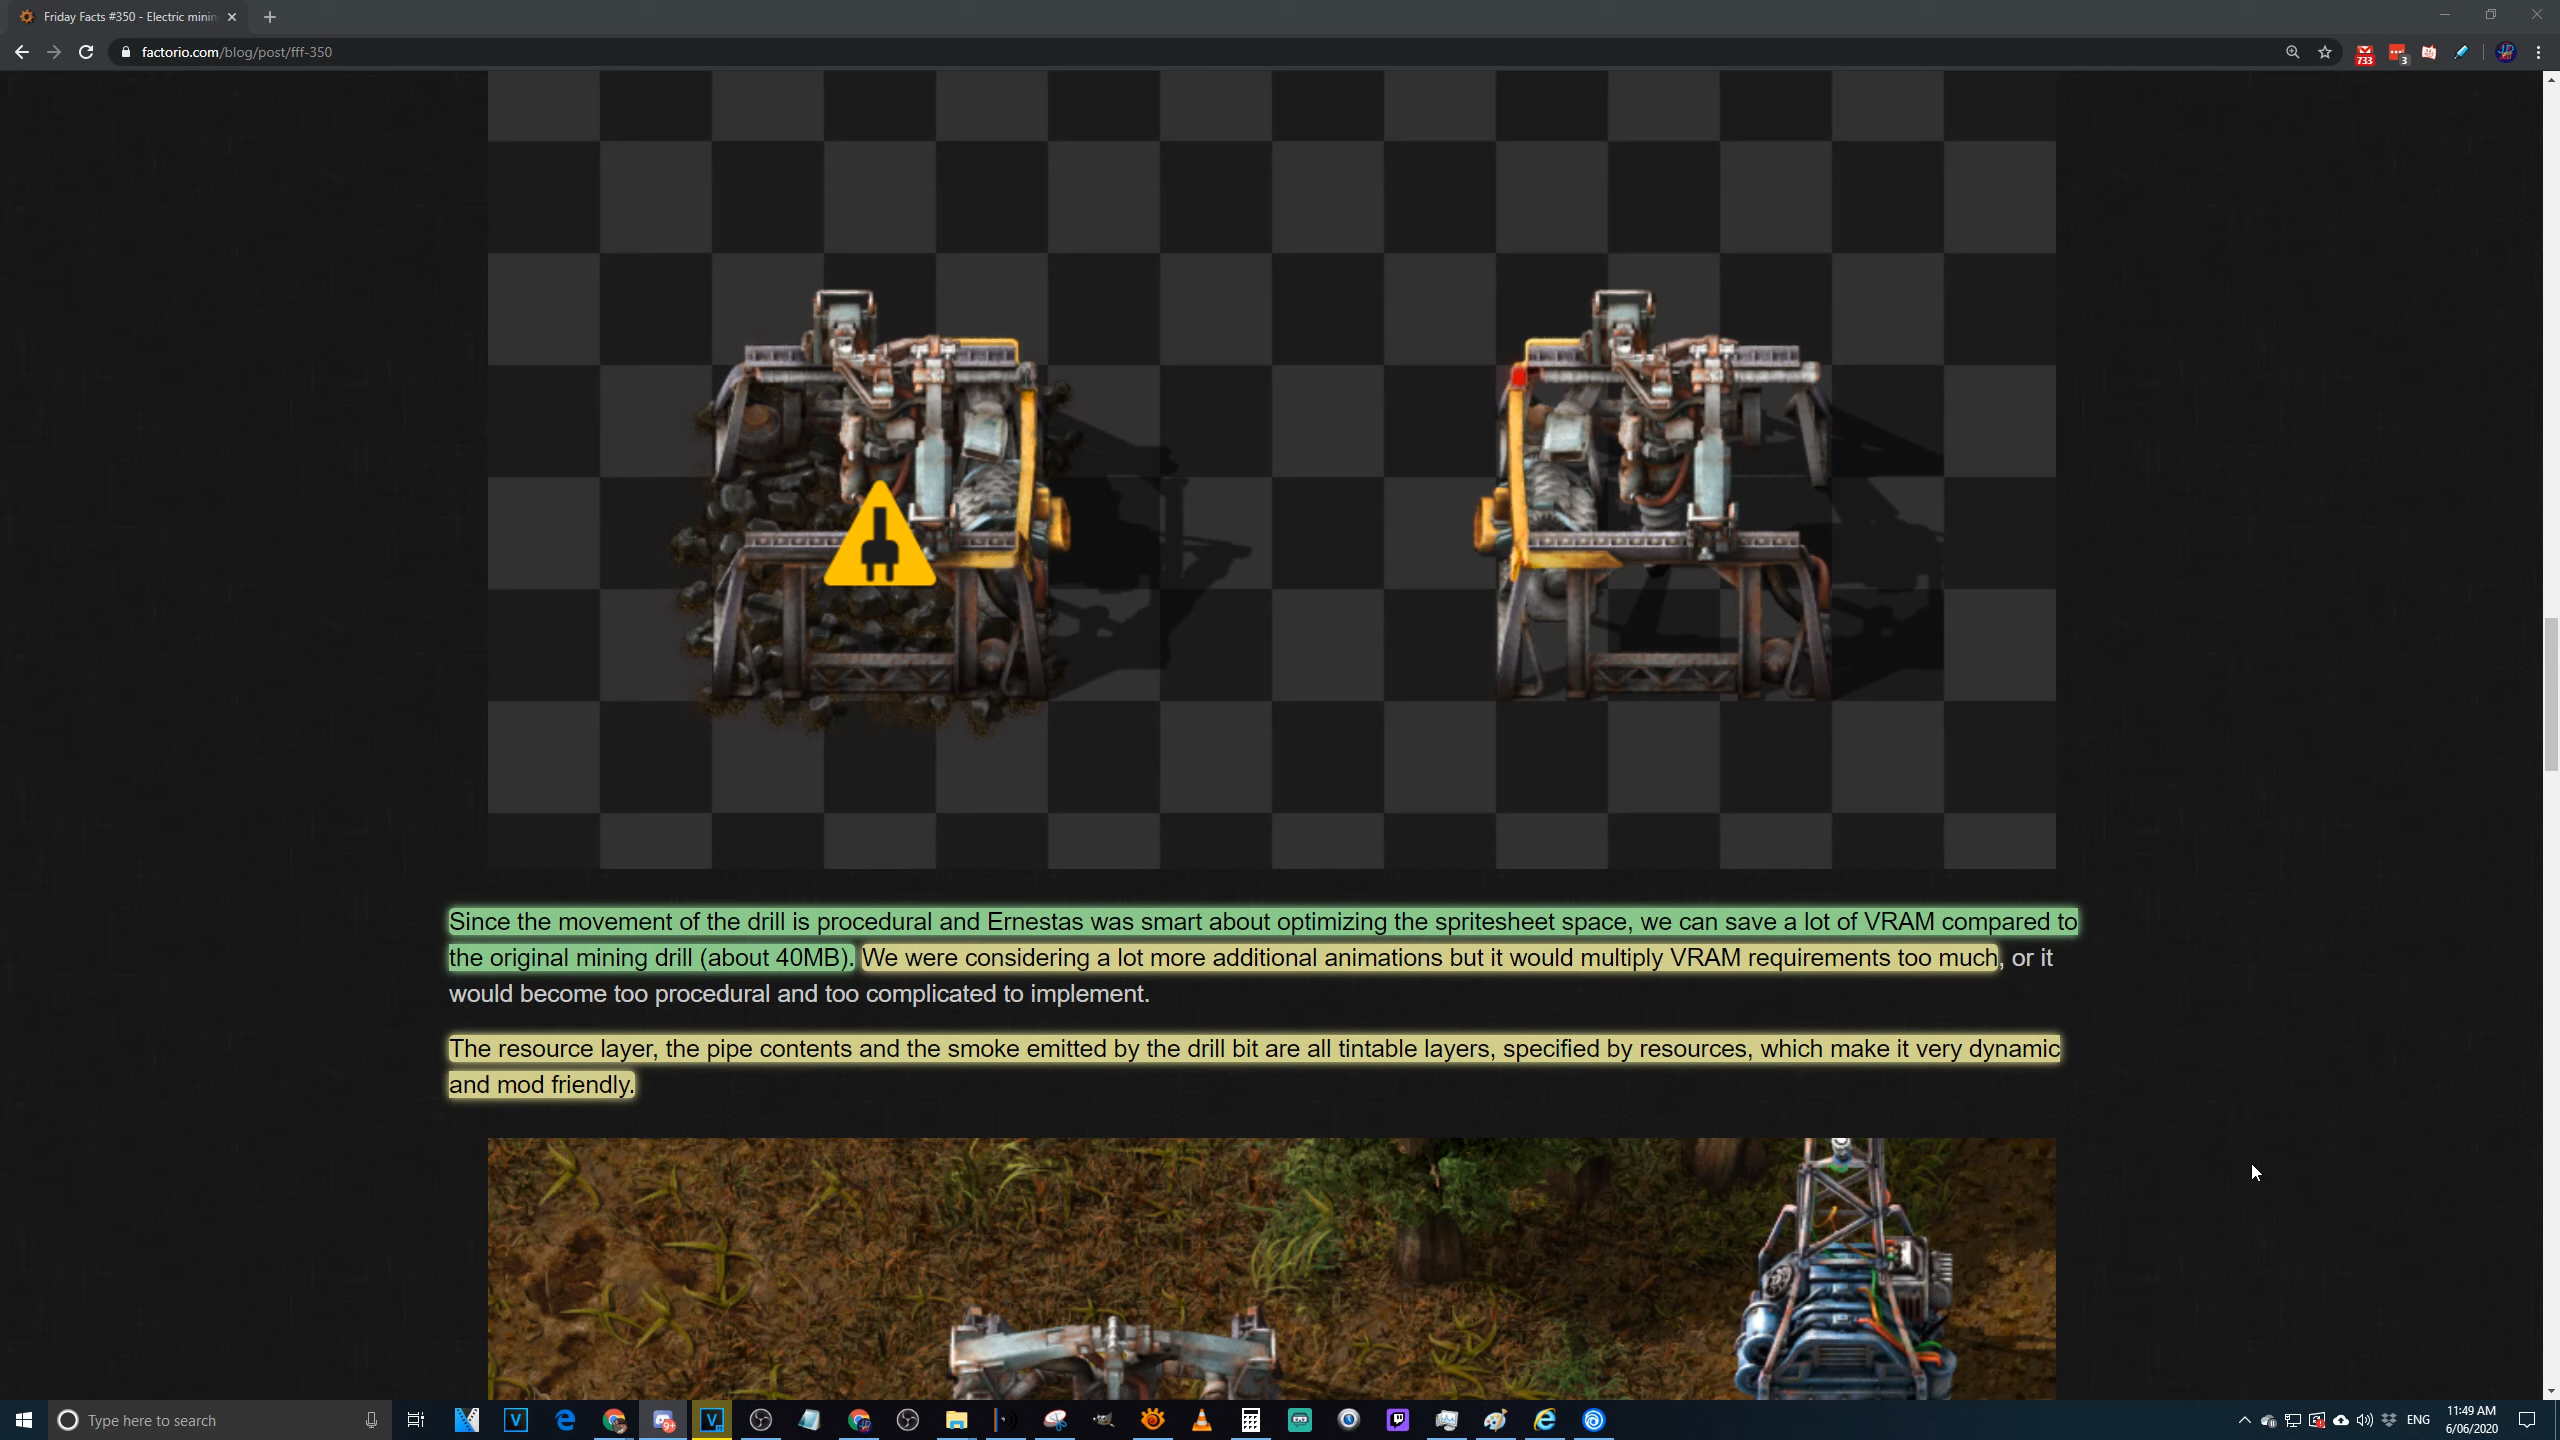 Friday Facts #350 - Electric minin
factorio.com/blog/post/fff-350
733
3
Since the movement of the drill is procedural and Ernestas was smart about optimizing the spritesheet space, we can save a lot of VRAM compared to
the original mining drill (about 40MB). We were considering a lot more additional animations but it would multiply VRAM requirements too much, or it
would become too procedural and too complicated to implement.
The resource layer, the pipe contents and the smoke emitted by the drill bit are all tintable layers, specified by resources, which make it very dynamic
and mod friendly.
Type here to search
V
9+
V
ENG
11:49 AM
6/06/2020